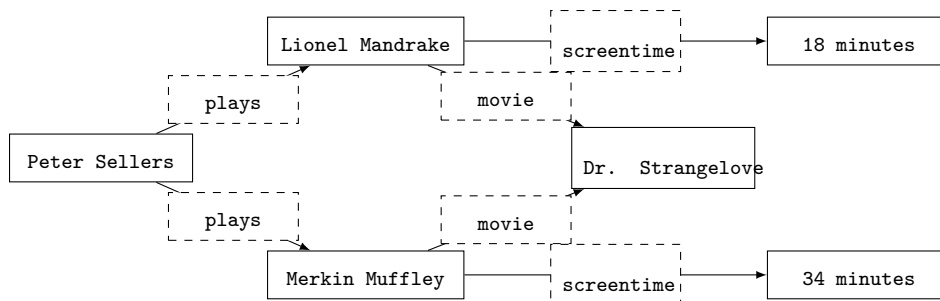 Lionel Mandrake
screentime
18 minutes
plays
movie
Peter Sellers
Dr. Strangelove
plays
movie
Merkin Muffley
screentime
34 minutes